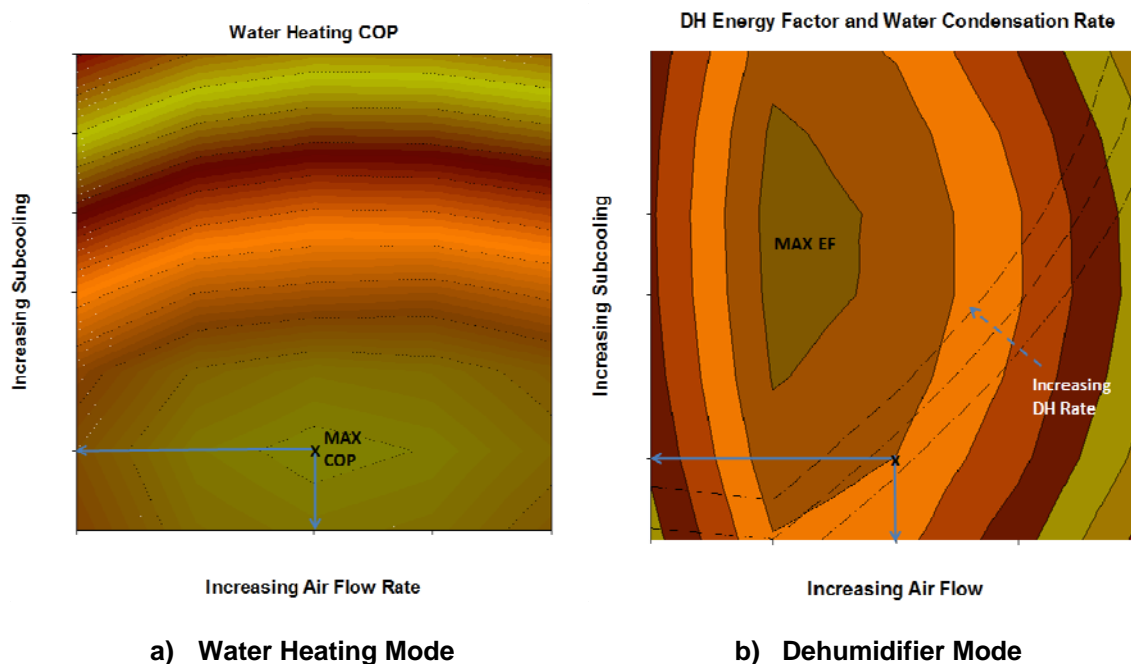 Water Heating COP
Increasing Subcooling
MAX
COP
Increasing Air Flow Rate
a) Water Heating Mode
DH Energy Factor and Water Condensation Rate
Increasing Subcooling
MAX EF
Increasing
DH Rate
x
Increasing Air Flow
b) Dehumidifier Mode